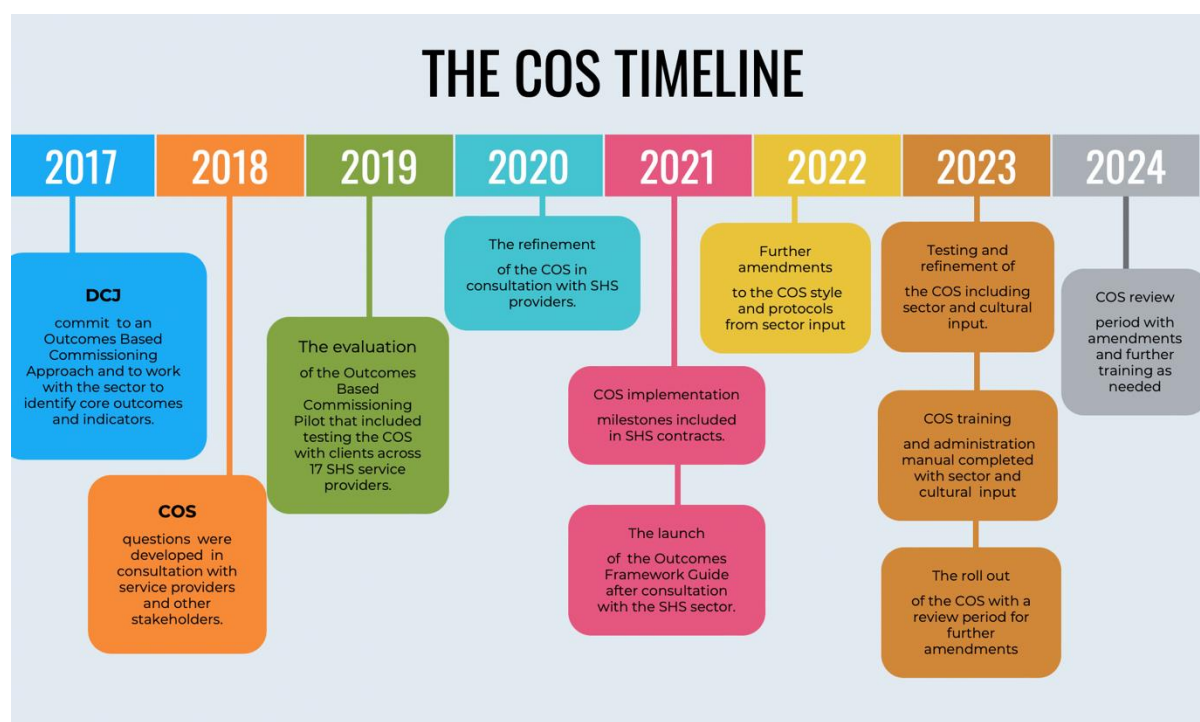 THE COS TIMELINE
2017
2018
2019
2020
2021
2022
2023
2024
DCJ
commit to an
Outcomes Based
Commissioning
Approach and to work
with the sector to
identify core outcomes
and indicators.
COS
questions were
developed in
consultation with
service providers
and other
stakeholders.
The evaluation
of the Outcomes
Based
Commissioning
Pilot that included
testing the COS
with clients across
17 SHS service
providers.
The refinement
of the COS in
consultation with SHS
providers.
COS implementation
milestones included
in SHS contracts.
The launch
of the Outcomes
Framework Guide
after consultation
with the SHS sector.
Further
amendments
to the COS style
and protocols
from sector input
Testing and
refinement of
the COS including
sector and cultural
input.
COS training
and administration
manual completed
with sector and
cultural input
The roll out
of the COS with a
review period for
further
amendments
COS review
period with
amendments
and further
training as
needed